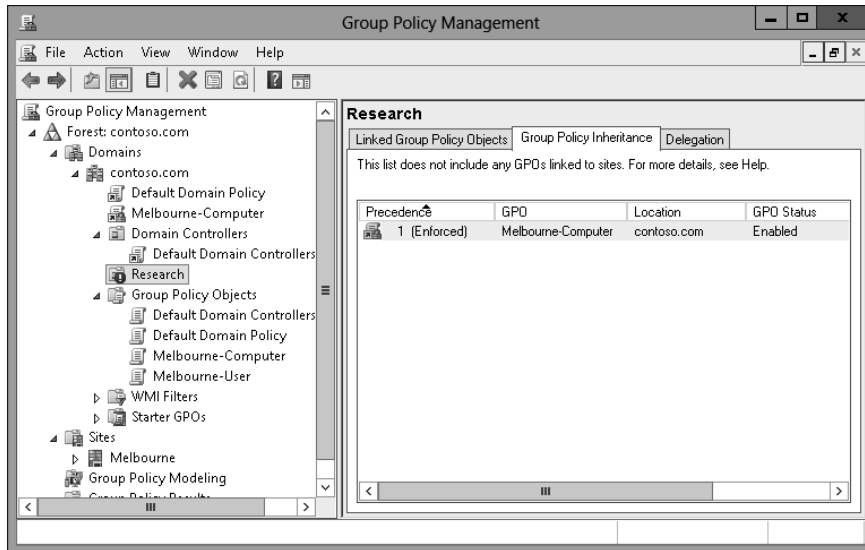 Group Policy Management
File Action View Window Help
Group Policy Management
Forest: contoso.com
Domains
contoso.com
Default Domain Policy
Melbourne-Computer
Domain Controllers
Default Domain Controllers
Research
Group Policy Objects
Default Domain Controllers
Default Domain Policy
Melbourne-Computer
Melbourne-User
WMI Filters
Starter GPOs
Sites
Melbourne
Group Policy Modeling
Group Policy Results
Research
Linked Group Policy Objects Group Policy Inheritance Delegation
This list does not include any GPOs linked to sites. For more details, see Help.
Precedence GPO Location GPO Status
1 (Enforced) Melbourne-Computer contoso.com Enabled